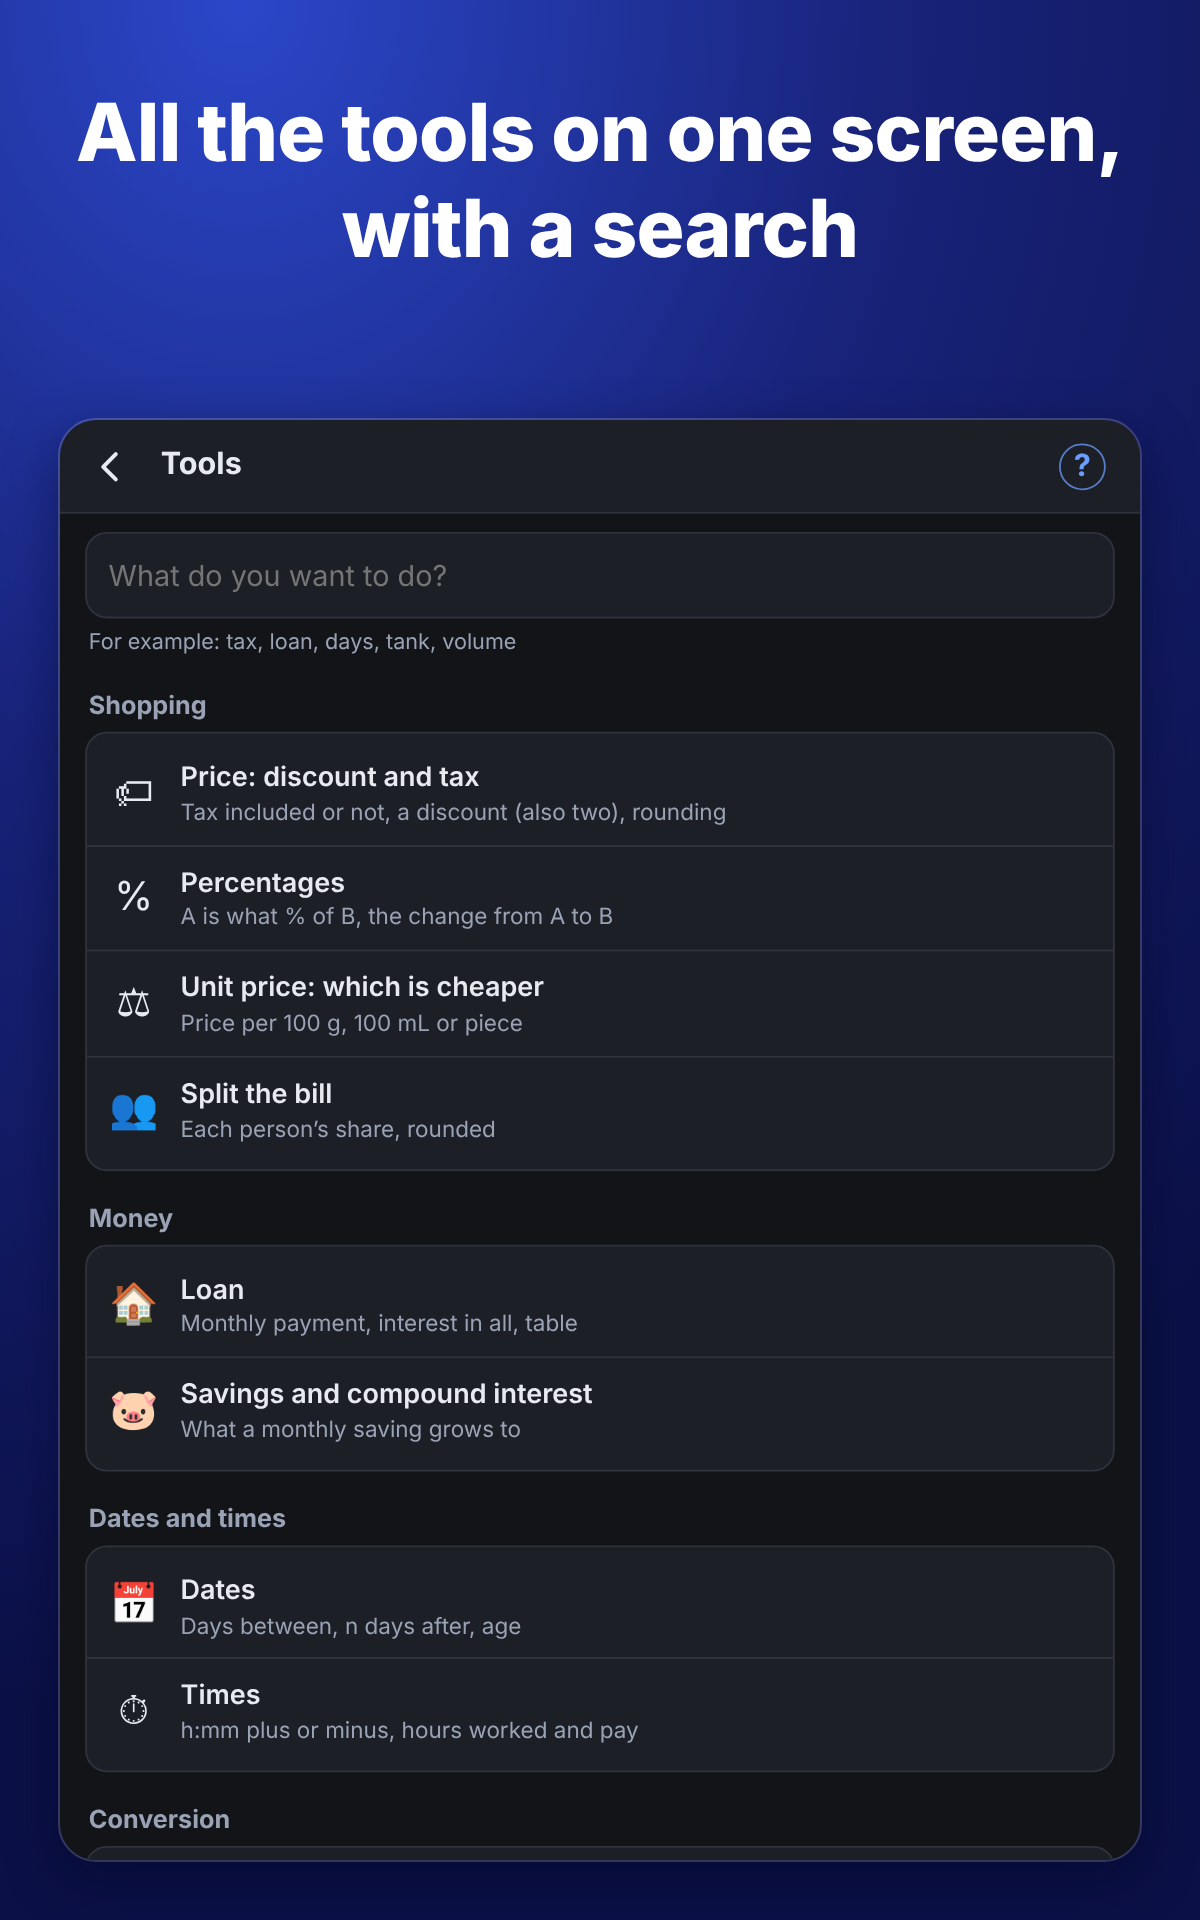 All the tools on one screen,
with a search
Tools
?
What do you want to do?
For example: tax, loan, days, tank, volume
Shopping
Price: discount and tax
Tax included or not, a discount (also two), rounding
%
Percentages
A is what % of B, the change from A to B
Unit price: which is cheaper
Price per 100 g, 100 mL or piece
Split the bill
Each person’s share, rounded
Money
Loan
Monthly payment, interest in all, table
Savings and compound interest
What a monthly saving grows to
Dates and times
July
17
Dates
Days between, n days after, age
Times
h:mm plus or minus, hours worked and pay
Conversion